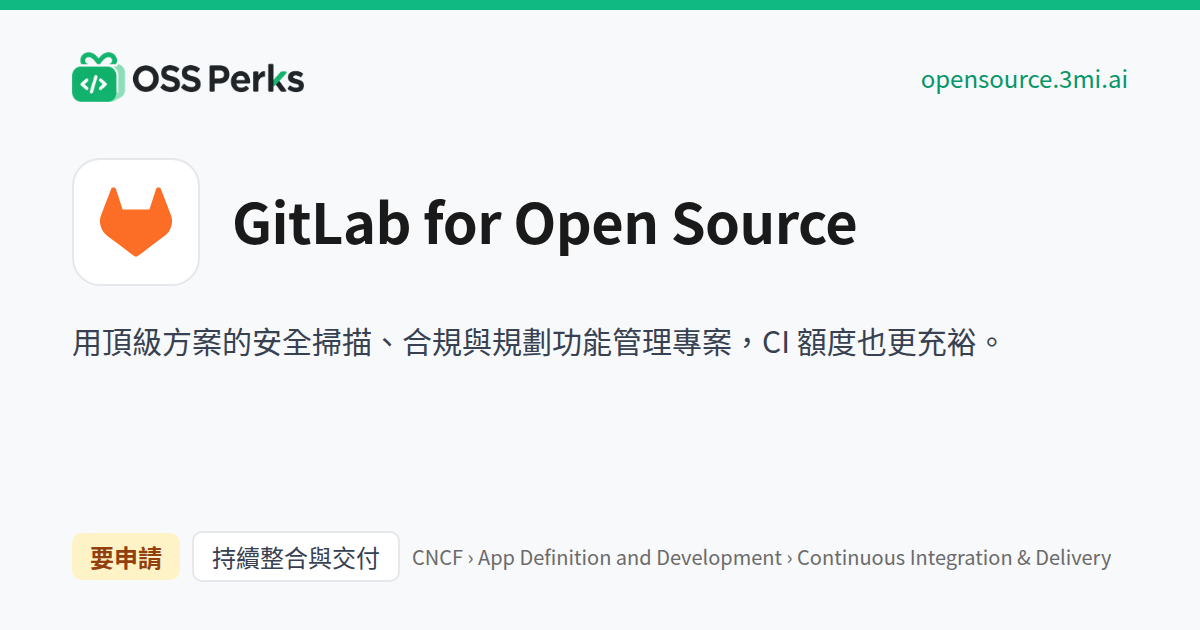 OSS Perks
opensource.3mi.ai
GitLab for Open Source
用頂級方案的安全掃描、合規與規劃功能管理專案，CI 額度也更充裕。
要申請
持續整合與交付
CNCF › App Definition and Development › Continuous Integration & Delivery